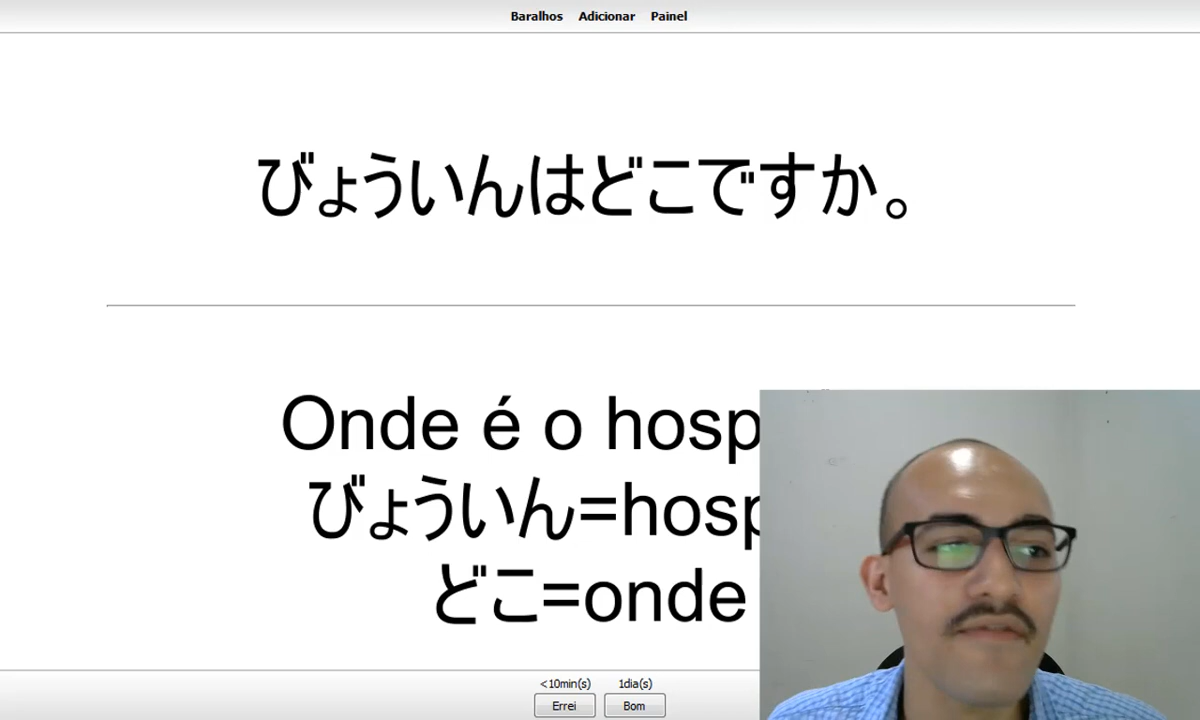 Baralhos Adicionar Painel
びょういんはどこですか。
Onde é o hosp
びょういん=hosp
どこ=onde
<10min(s) 1dia(s)
Errei Bom